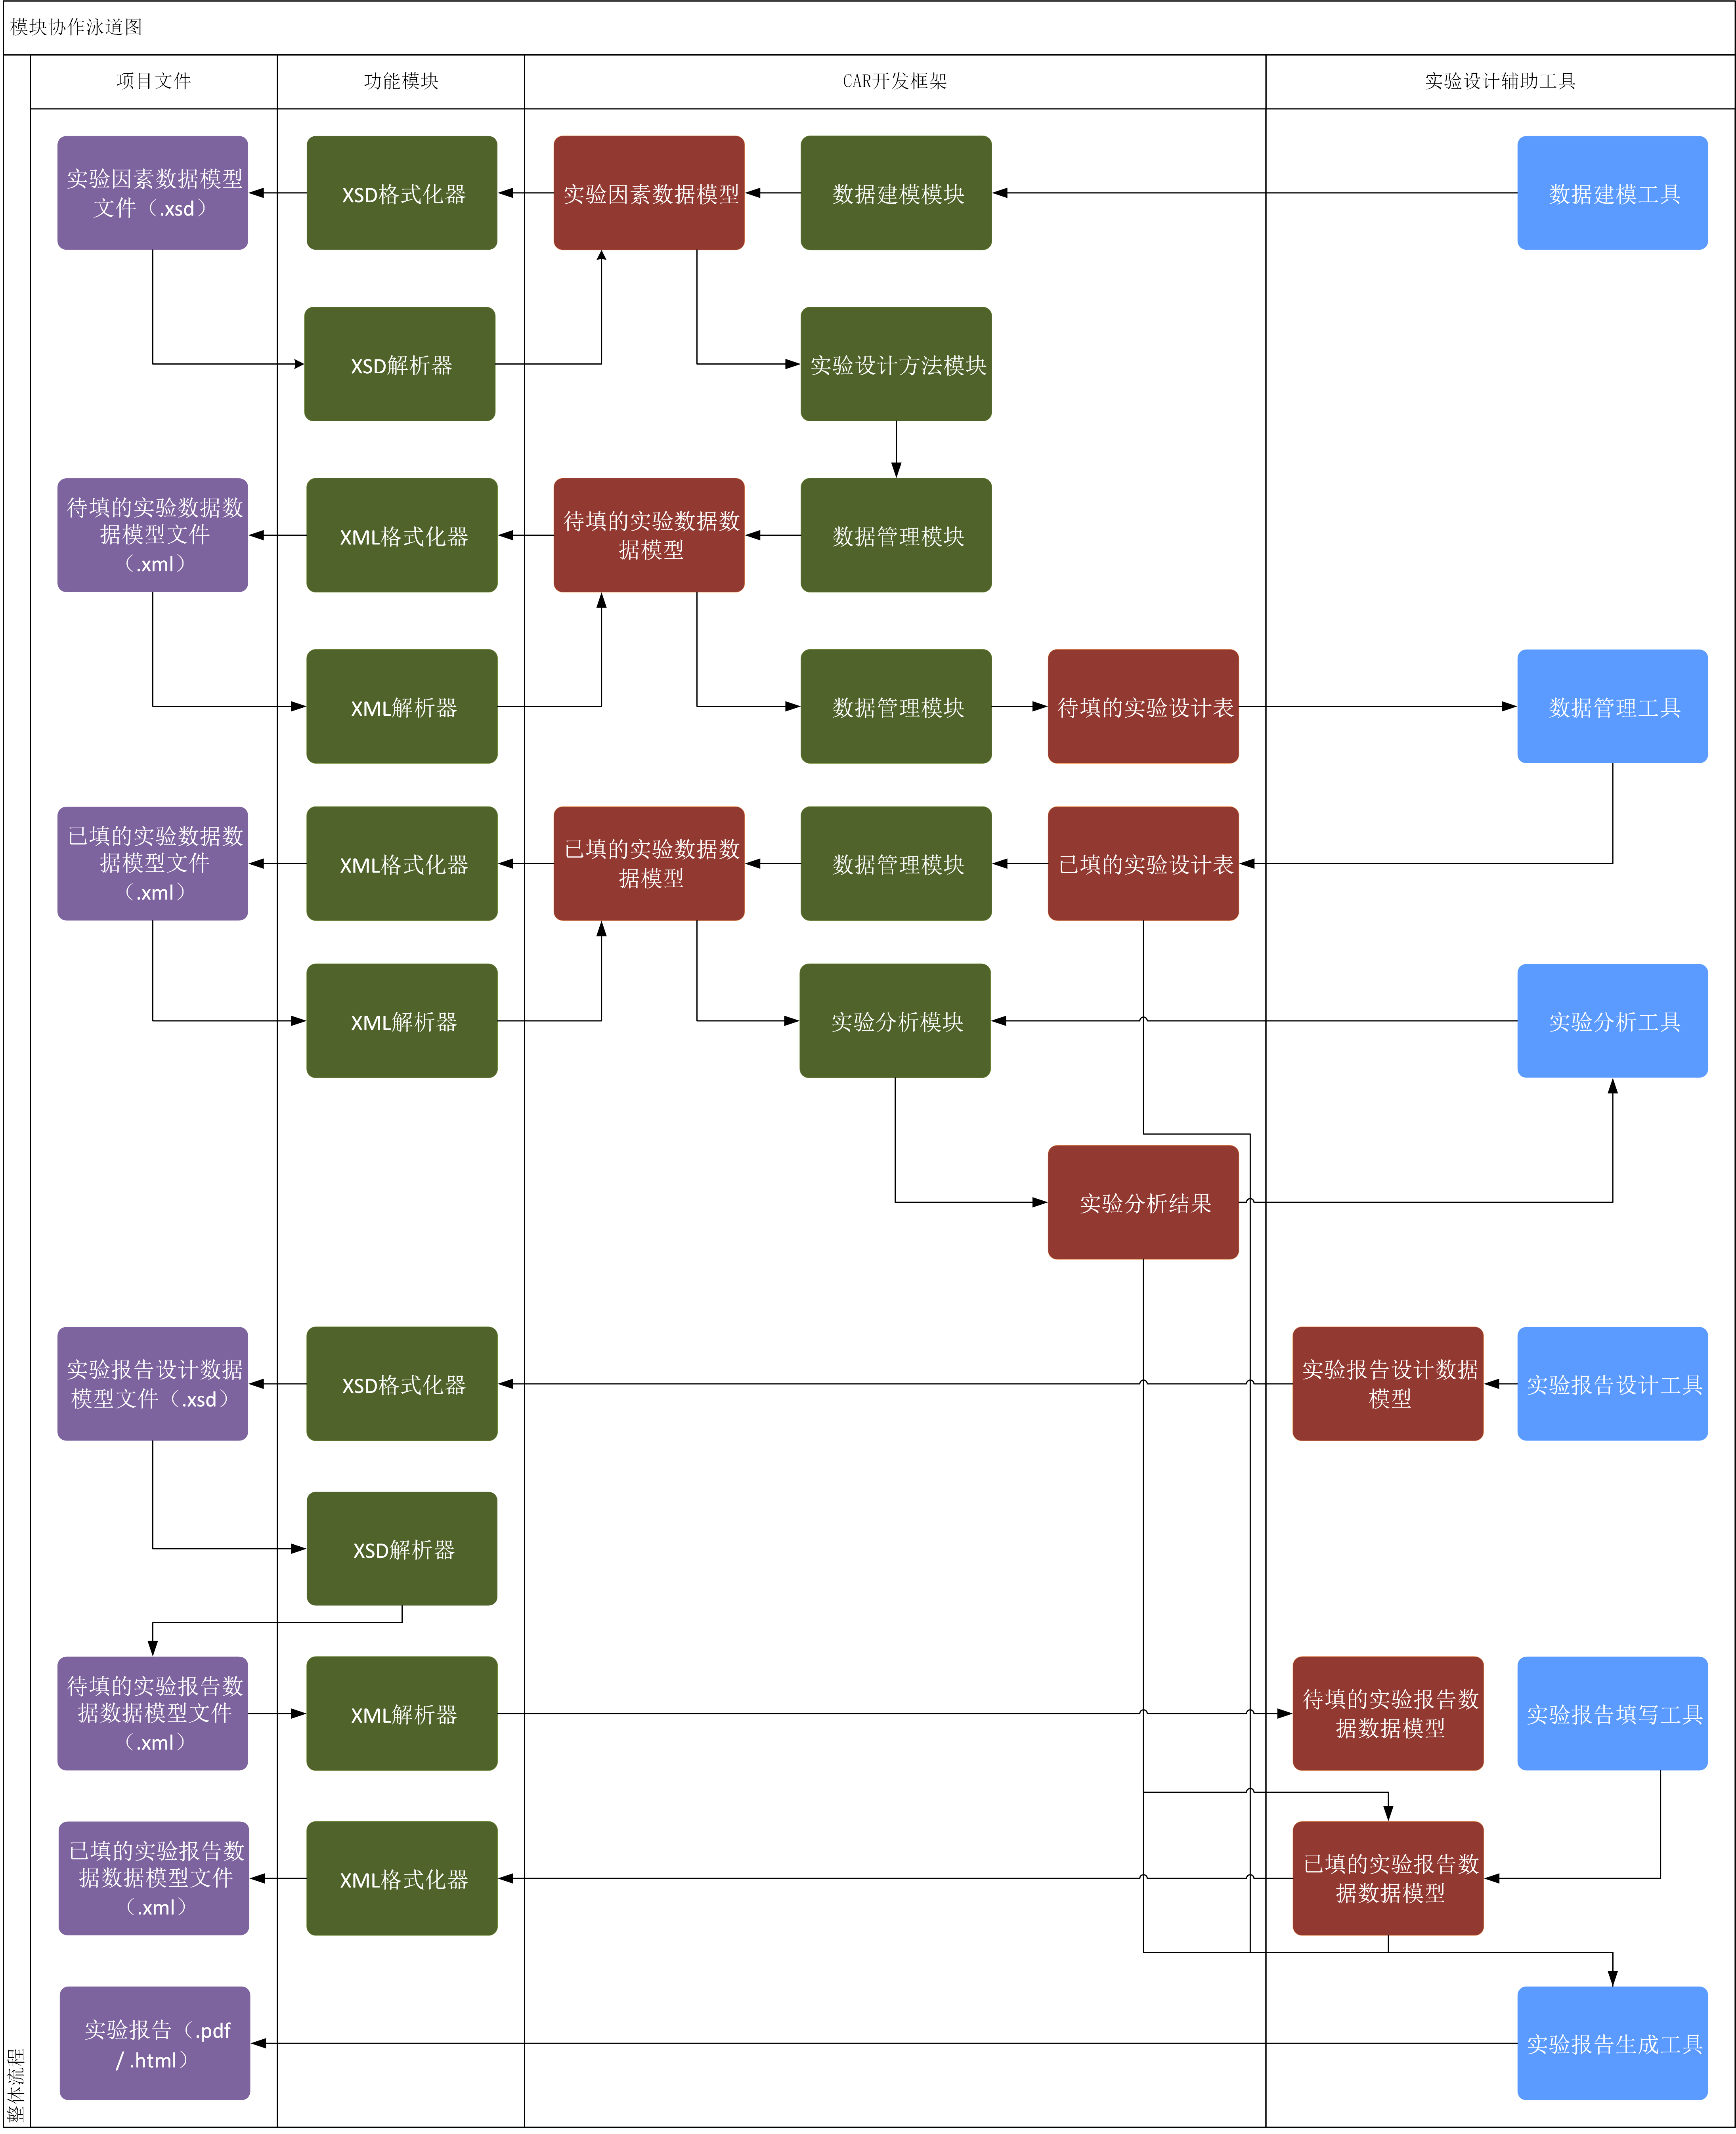 模块协作泳道图
项目文件
功能模块
CAR开发框架
实验设计辅助工具
实验因素数据模型
文件（.xsd）
XSD格式化器
实验因素数据模型
数据建模模块
数据建模工具
XSD解析器
实验设计方法模块
待填的实验数据数
据模型文件
（.xml）
XML格式化器
待填的实验数据数
据模型
数据管理模块
XML解析器
数据管理模块
待填的实验设计表
数据管理工具
已填的实验数据数
据模型文件
（.xml）
XML格式化器
已填的实验数据数
据模型
数据管理模块
已填的实验设计表
XML解析器
实验分析模块
实验分析工具
实验分析结果
实验报告设计数据
模型文件（.xsd）
XSD格式化器
实验报告设计数据
模型
实验报告设计工具
XSD解析器
待填的实验报告数
据数据模型文件
（.xml）
XML解析器
待填的实验报告数
据数据模型
实验报告填写工具
已填的实验报告数
据数据模型文件
（.xml）
XML格式化器
已填的实验报告数
据数据模型
实验报告（.pdf
/ .html）
实验报告生成工具
整体流程